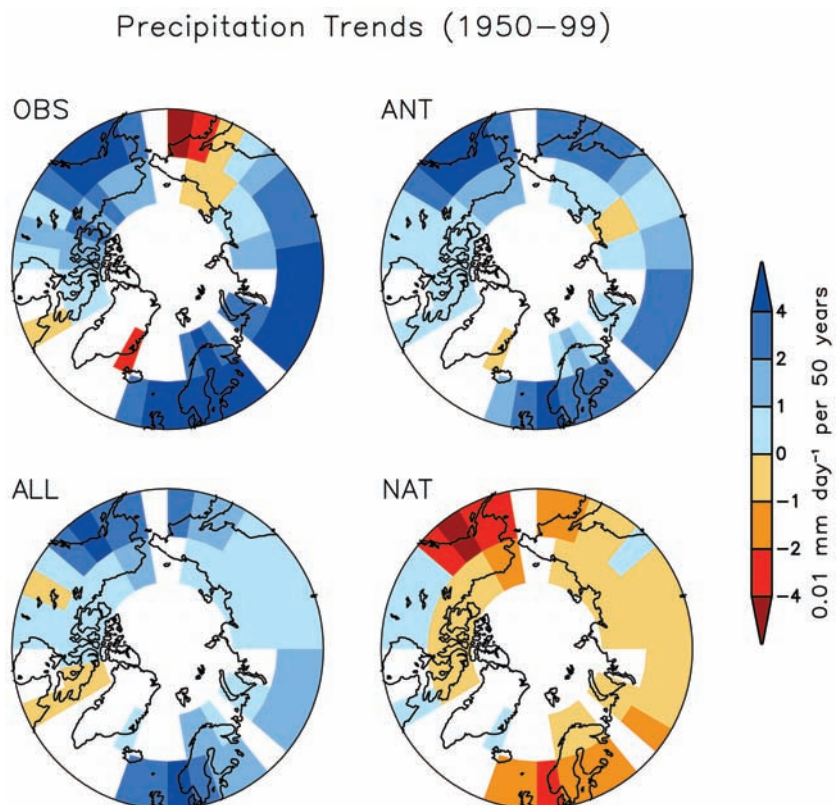 Precipitation Trends (1950–99)
OBS
ANT
ALL
NAT
4
2
1
0
−1
−2
−4
0.01 mm day⁻¹ per 50 years